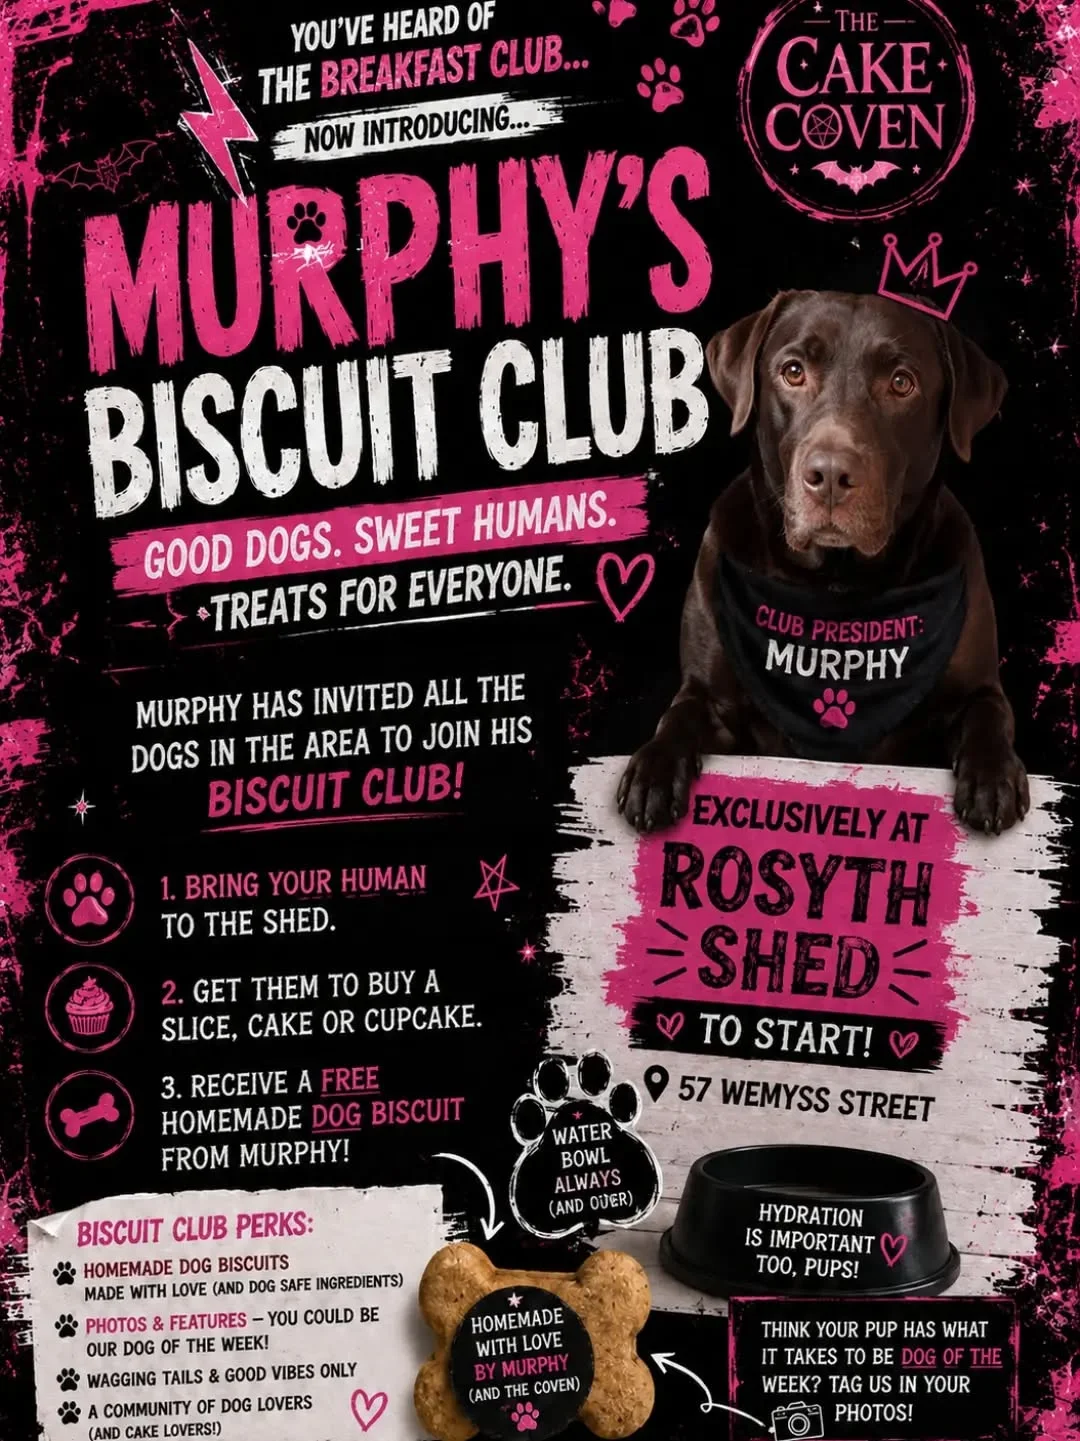 YOU'VE HEARD OF
THE BREAKFAST CLUB...
NOW INTRODUCING...
THE
CAKE
COVEN
MURPHY'S
BISCUIT CLUB
GOOD DOGS. SWEET HUMANS.
TREATS FOR EVERYONE.
CLUB PRESIDENT:
MURPHY
MURPHY HAS INVITED ALL THE
DOGS IN THE AREA TO JOIN HIS
BISCUIT CLUB!
1. BRING YOUR HUMAN
TO THE SHED.
2. GET THEM TO BUY A
SLICE, CAKE OR CUPCAKE.
3. RECEIVE A FREE
HOMEMADE DOG BISCUIT
FROM MURPHY!
EXCLUSIVELY AT
ROSYTH
SHED
TO START!
57 WEMYSS STREET
WATER
BOWL
ALWAYS
(AND OUER)
HYDRATION
IS IMPORTANT
TOO, PUPS!
BISCUIT CLUB PERKS:
HOMEMADE DOG BISCUITS
MADE WITH LOVE (AND DOG SAFE INGREDIENTS)
PHOTOS & FEATURES – YOU COULD BE
OUR DOG OF THE WEEK!
WAGGING TAILS & GOOD VIBES ONLY
A COMMUNITY OF DOG LOVERS
(AND CAKE LOVERS!)
HOMEMADE
WITH LOVE
BY MURPHY
(AND THE COVEN)
THINK YOUR PUP HAS WHAT
IT TAKES TO BE DOG OF THE
WEEK? TAG US IN YOUR
PHOTOS!